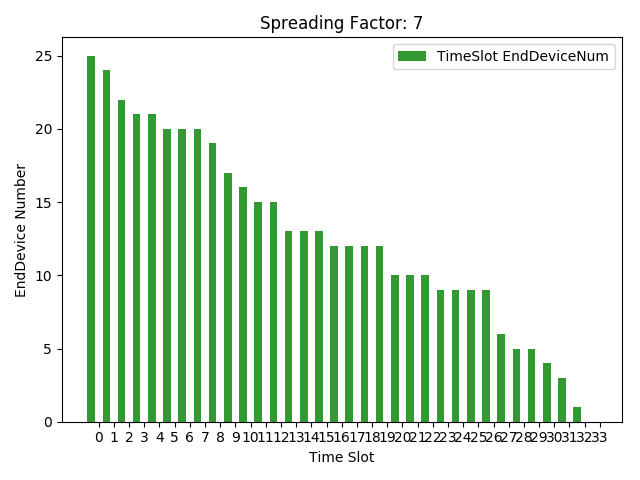 Spreading Factor: 7
TimeSlot EndDeviceNum
EndDevice Number
25
20
15
10
5
0
0 1 2 3 4 5 6 7 8 9 10 11 12 13 14 15 16 17 18 19 20 21 22 23 24 25 26 27 28 29 30 31 32 33
Time Slot